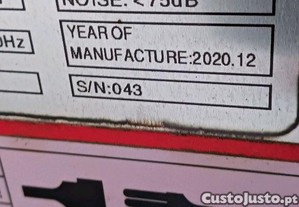 NOISE: <75dB
0Hz
YEAR OF
MANUFACTURE:2020.12
S/N:043
CustoJusto.pt